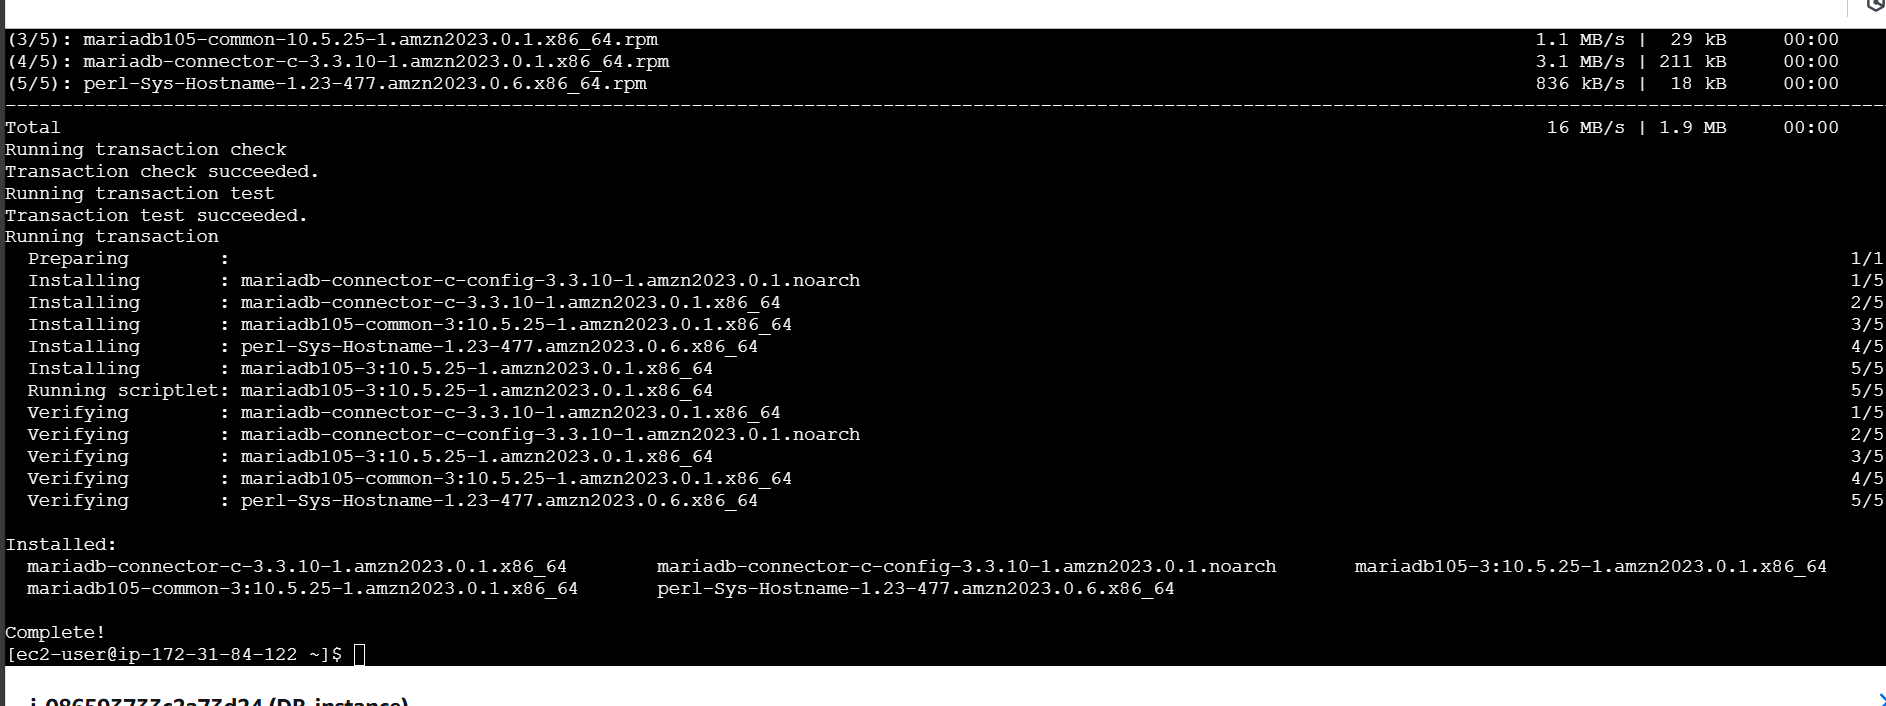 (3/5): mariadb105-common-10.5.25-1.amzn2023.0.1.x86_64.rpm 1.1 MB/s | 29 kB 00:00
(4/5): mariadb-connector-c-3.3.10-1.amzn2023.0.1.x86_64.rpm 3.1 MB/s | 211 kB 00:00
(5/5): perl-Sys-Hostname-1.23-477.amzn2023.0.6.x86_64.rpm 836 kB/s | 18 kB 00:00
Total 16 MB/s | 1.9 MB 00:00
Running transaction check
Transaction check succeeded.
Running transaction test
Transaction test succeeded.
Running transaction
Preparing : 1/1
Installing : mariadb-connector-c-config-3.3.10-1.amzn2023.0.1.noarch 1/5
Installing : mariadb-connector-c-3.3.10-1.amzn2023.0.1.x86_64 2/5
Installing : mariadb105-common-3:10.5.25-1.amzn2023.0.1.x86_64 3/5
Installing : perl-Sys-Hostname-1.23-477.amzn2023.0.6.x86_64 4/5
Installing : mariadb105-3:10.5.25-1.amzn2023.0.1.x86_64 5/5
Running scriptlet: mariadb105-3:10.5.25-1.amzn2023.0.1.x86_64 5/5
Verifying : mariadb-connector-c-3.3.10-1.amzn2023.0.1.x86_64 1/5
Verifying : mariadb-connector-c-config-3.3.10-1.amzn2023.0.1.noarch 2/5
Verifying : mariadb105-3:10.5.25-1.amzn2023.0.1.x86_64 3/5
Verifying : mariadb105-common-3:10.5.25-1.amzn2023.0.1.x86_64 4/5
Verifying : perl-Sys-Hostname-1.23-477.amzn2023.0.6.x86_64 5/5
Installed:
mariadb-connector-c-3.3.10-1.amzn2023.0.1.x86_64 mariadb-connector-c-config-3.3.10-1.amzn2023.0.1.noarch mariadb105-3:10.5.25-1.amzn2023.0.1.x86_64
mariadb105-common-3:10.5.25-1.amzn2023.0.1.x86_64 perl-Sys-Hostname-1.23-477.amzn2023.0.6.x86_64
Complete!
[ec2-user@ip-172-31-84-122 ~]$
(DB-instance)